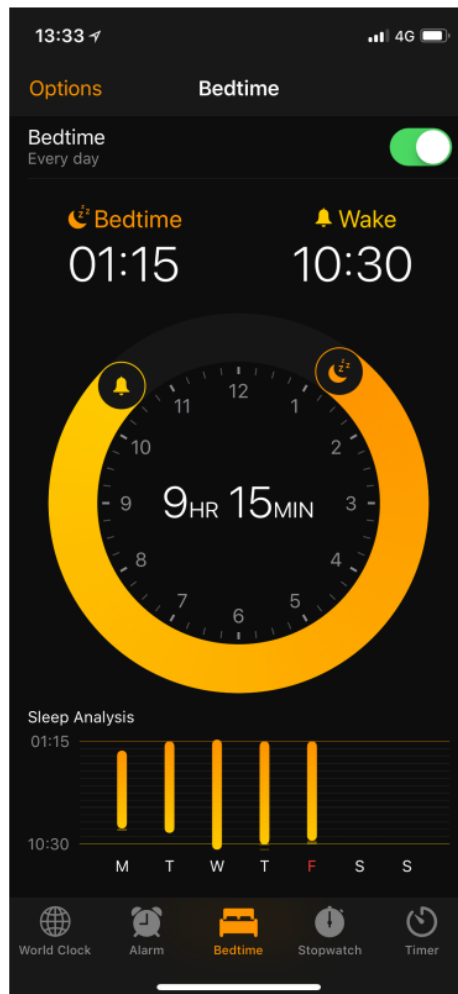 13:33 4G
Options Bedtime
Bedtime
Every day
Bedtime Wake
01:15 10:30
12
11 1
10 2
9 9HR 15MIN 3
8 4
7 5
6
Sleep Analysis
01:15
10:30
M T W T F S S
World Clock Alarm Bedtime Stopwatch Timer